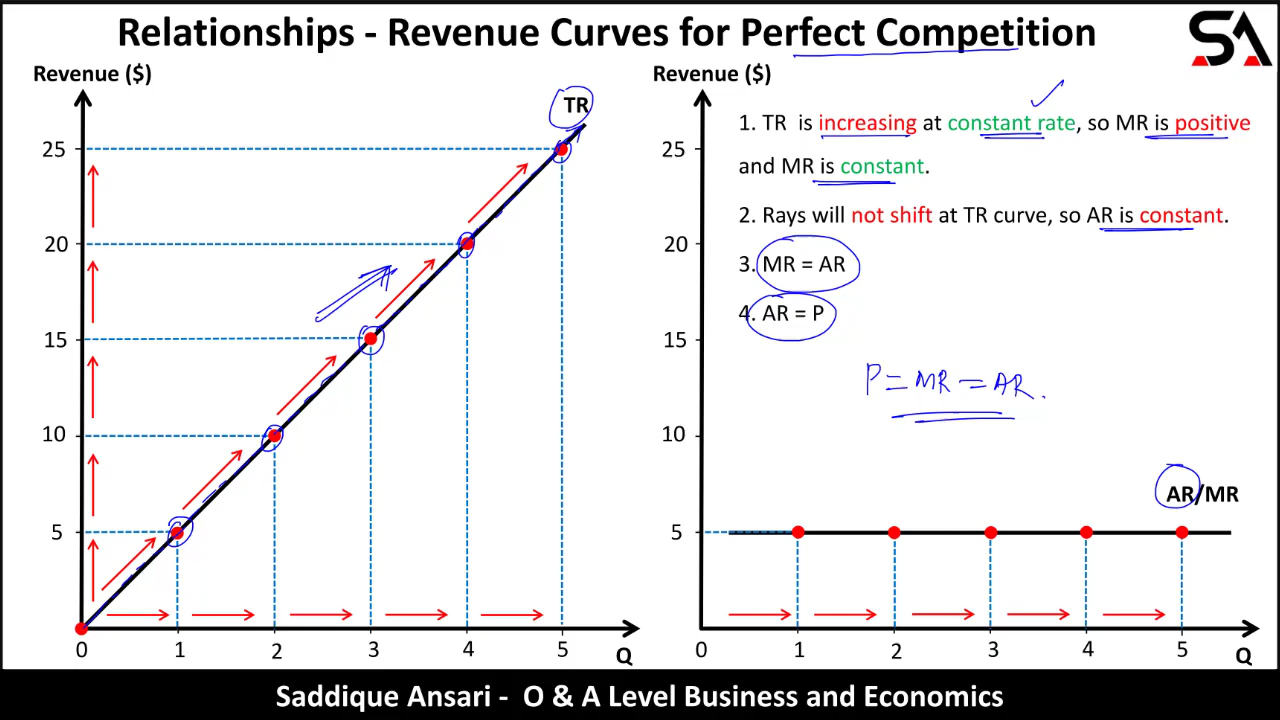 Relationships - Revenue Curves for Perfect Competition
SA
Revenue ($)
TR
25
20
15
10
5
0
1
2
3
4
5
Q
Revenue ($)
1. TR is increasing at constant rate, so MR is positive
and MR is constant.
2. Rays will not shift at TR curve, so AR is constant.
3. MR = AR
4. AR = P
P = MR = AR.
AR/MR
25
20
15
10
5
0
1
2
3
4
5
Q
Saddique Ansari - O & A Level Business and Economics